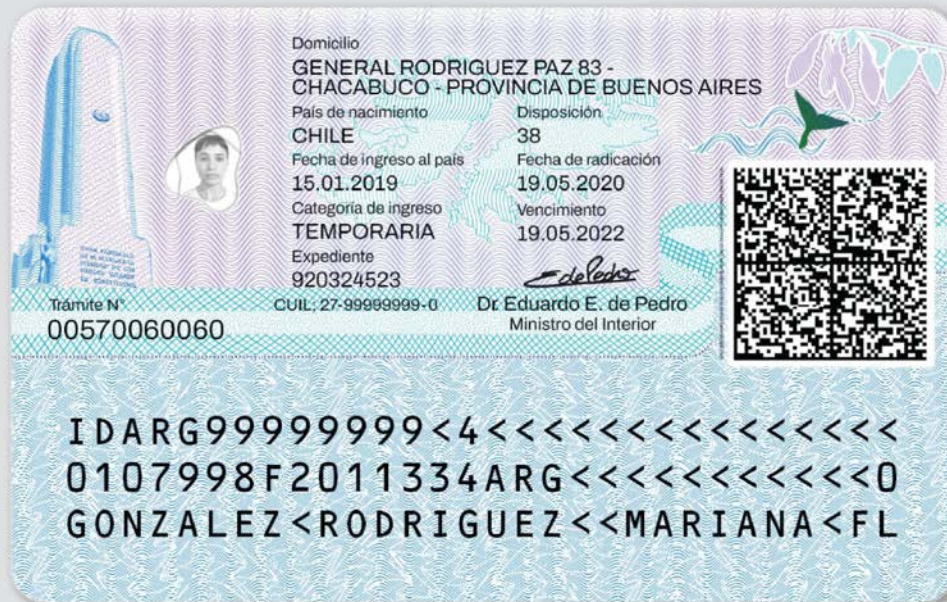 Domicilio
GENERAL RODRIGUEZ PAZ 83 -
CHACABUCO - PROVINCIA DE BUENOS AIRES
País de nacimiento
CHILE
Disposición
38
Fecha de ingreso al país
15.01.2019
Fecha de radicación
19.05.2020
Categoría de ingreso
TEMPORARIA
Vencimiento
19.05.2022
Expediente
920324523
Trámite N°
00570060060
CUIL: 27-99999999-0
Dr. Eduardo E. de Pedro
Ministro del Interior
IDARG99999999<4<<<<<<<<<<<<<<<
0107998F2011334ARG<<<<<<<<<<<0
GONZALEZ<RODRIGUEZ<<MARIANA<FL